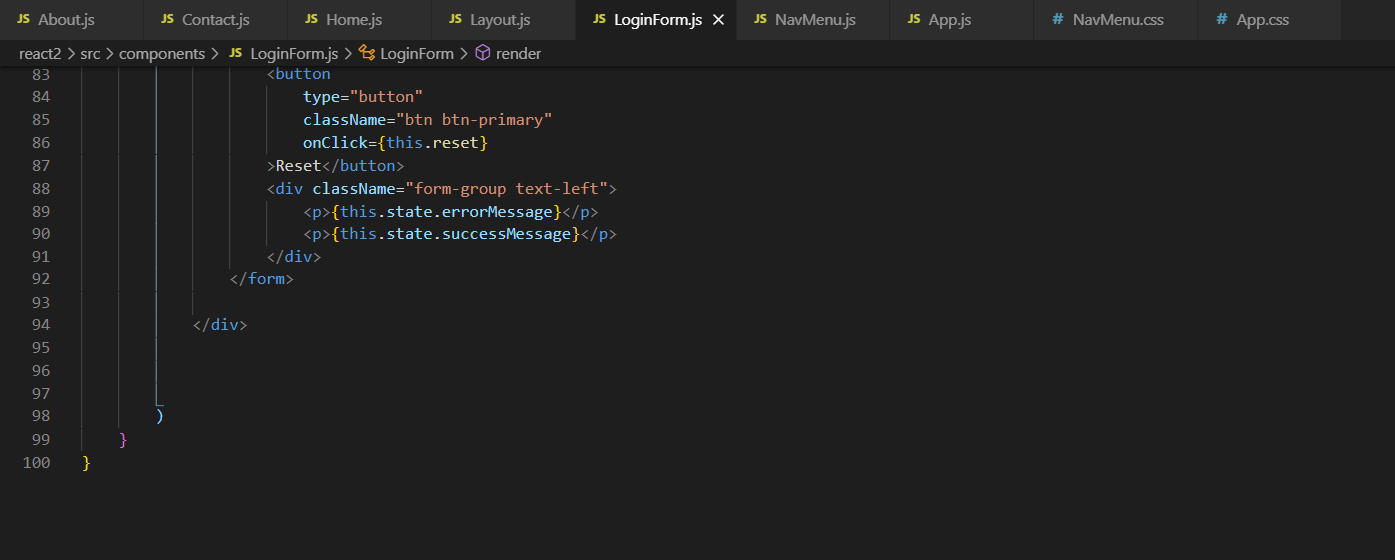 JS About.js JS Contact.js JS Home.js JS Layout.js JS LoginForm.js × JS NavMenu.js JS App.js # NavMenu.css # App.css
react2 > src > components > JS LoginForm.js > LoginForm > render
83 <button
84 type="button"
85 className="btn btn-primary"
86 onClick={this.reset}
87 >Reset</button>
88 <div className="form-group text-left">
89 <p>{this.state.errorMessage}</p>
90 <p>{this.state.successMessage}</p>
91 </div>
92 </form>
93
94 </div>
95
96
97
98 )
99 }
100 }